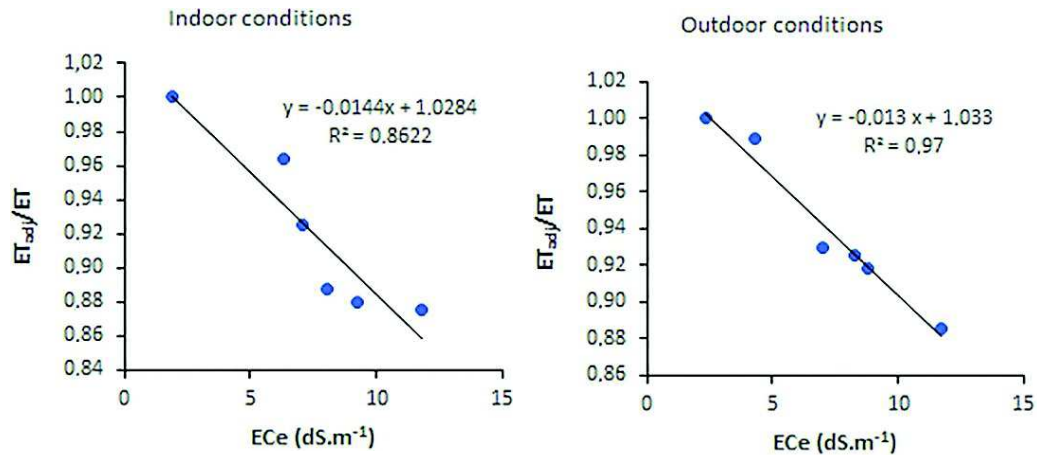 Indoor conditions
1,02
1.00
0.98
0,96
0.94
0.92
0,90
0.88
0.86
0,84
ET_adj/ET
y = -0.0144x + 1.0284
R² = 0.8622
0
5
10
15
ECe (dS.m⁻¹)
Outdoor conditions
1.02
1.00
0.98
0,96
0,94
0.92
0,90
0,88
0,86
ET_adj/ET
y = -0,013 x + 1,033
R² = 0,97
0
5
10
15
ECe (dS.m⁻¹)